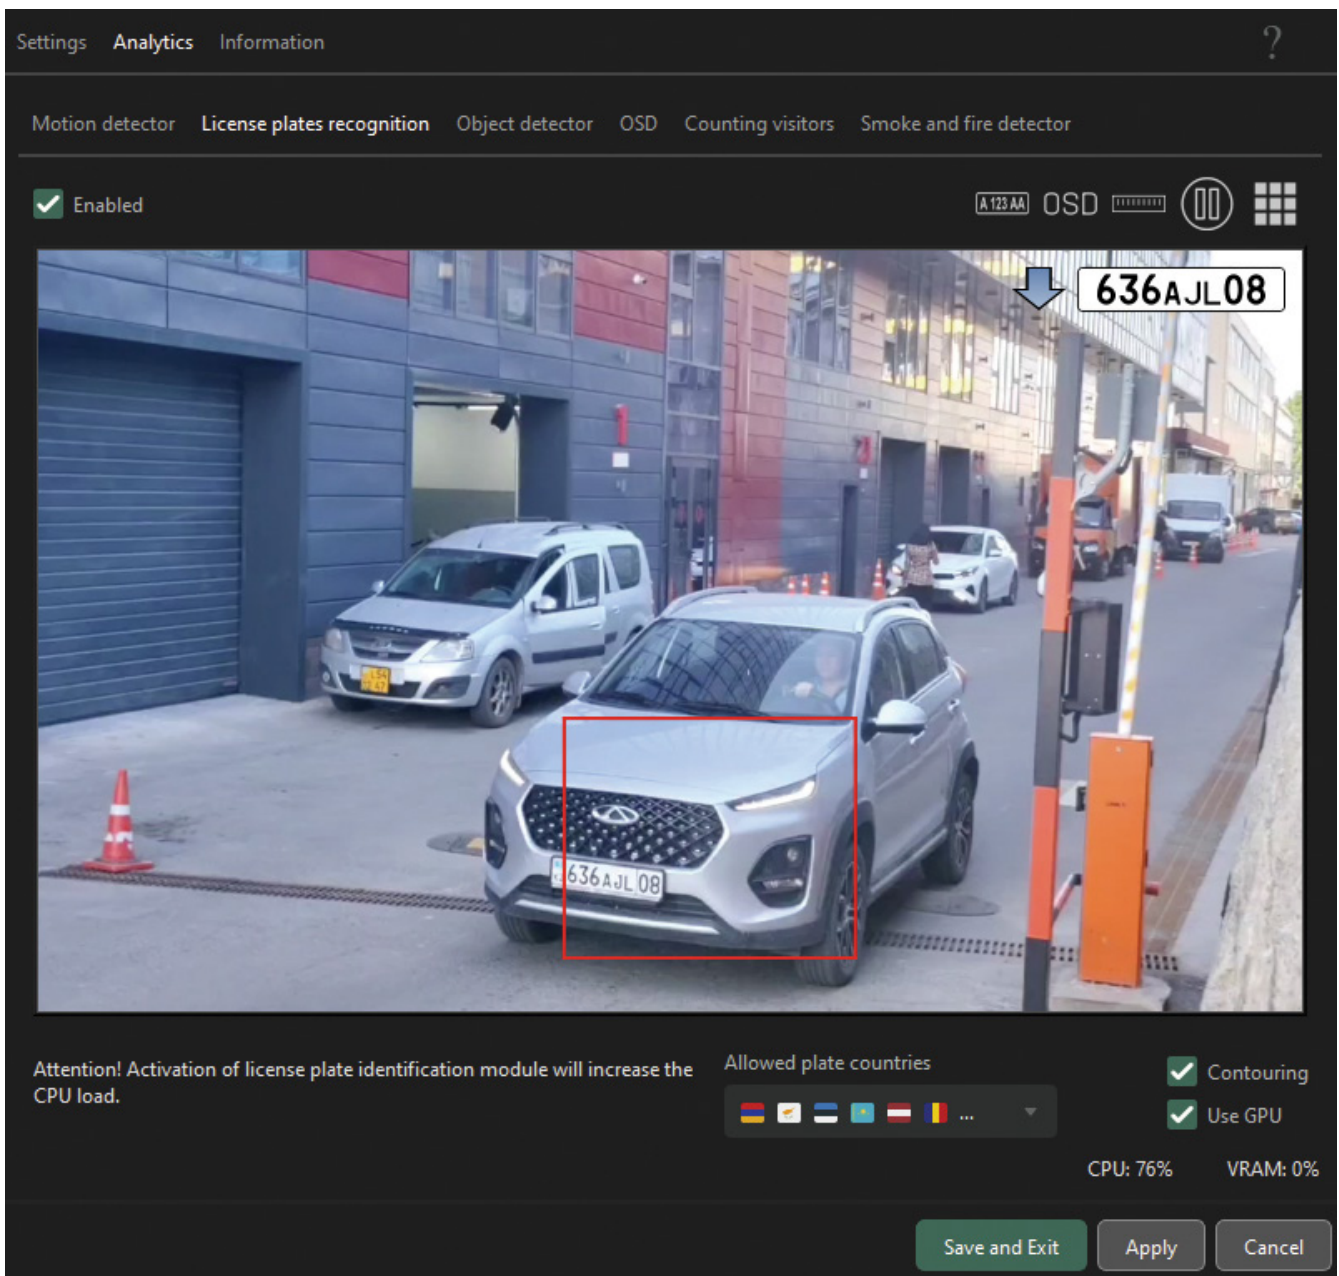 Settings Analytics Information ?
Motion detector License plates recognition Object detector OSD Counting visitors Smoke and fire detector
Enabled
A 123 AA OSD
636AJL08
636AJL 08
Attention! Activation of license plate identification module will increase the
CPU load.
Allowed plate countries
...
Contouring
Use GPU
CPU: 76% VRAM: 0%
Save and Exit Apply Cancel